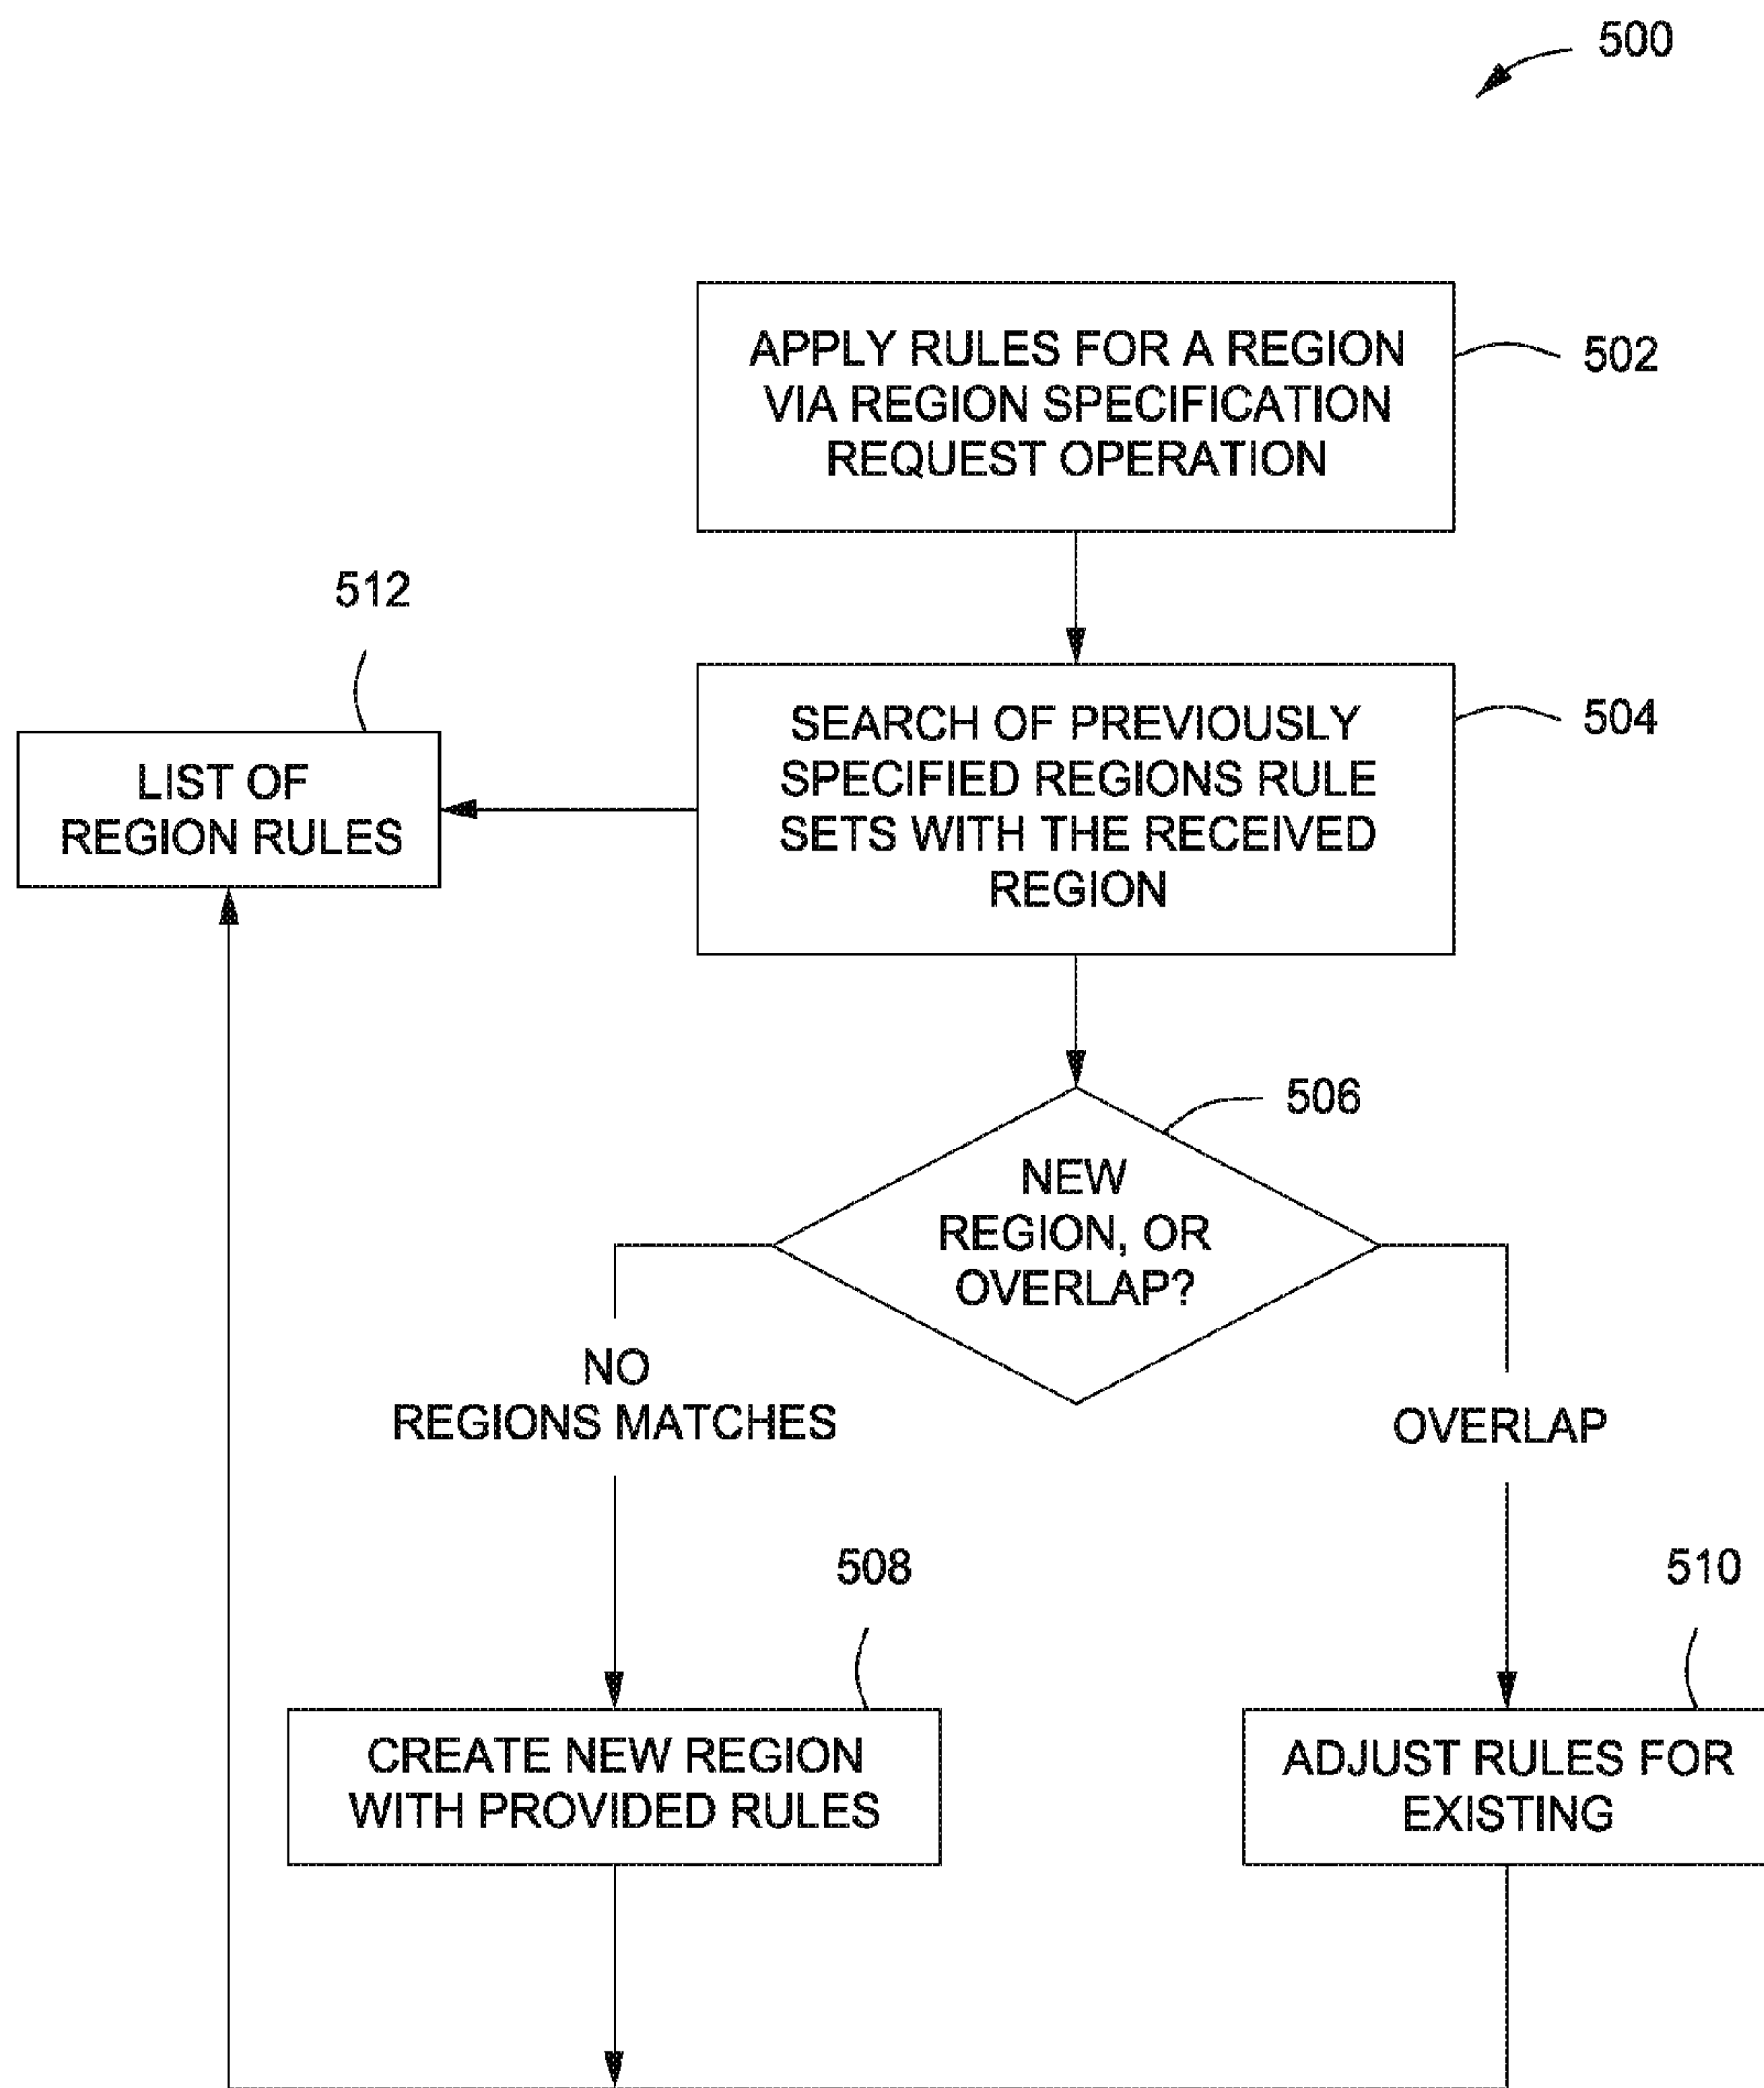 500
APPLY RULES FOR A REGION
VIA REGION SPECIFICATION
REQUEST OPERATION
502
512
LIST OF
REGION RULES
SEARCH OF PREVIOUSLY
SPECIFIED REGIONS RULE
SETS WITH THE RECEIVED
REGION
504
506
NEW
REGION, OR
OVERLAP?
NO
REGIONS MATCHES
OVERLAP
508
510
CREATE NEW REGION
WITH PROVIDED RULES
ADJUST RULES FOR
EXISTING